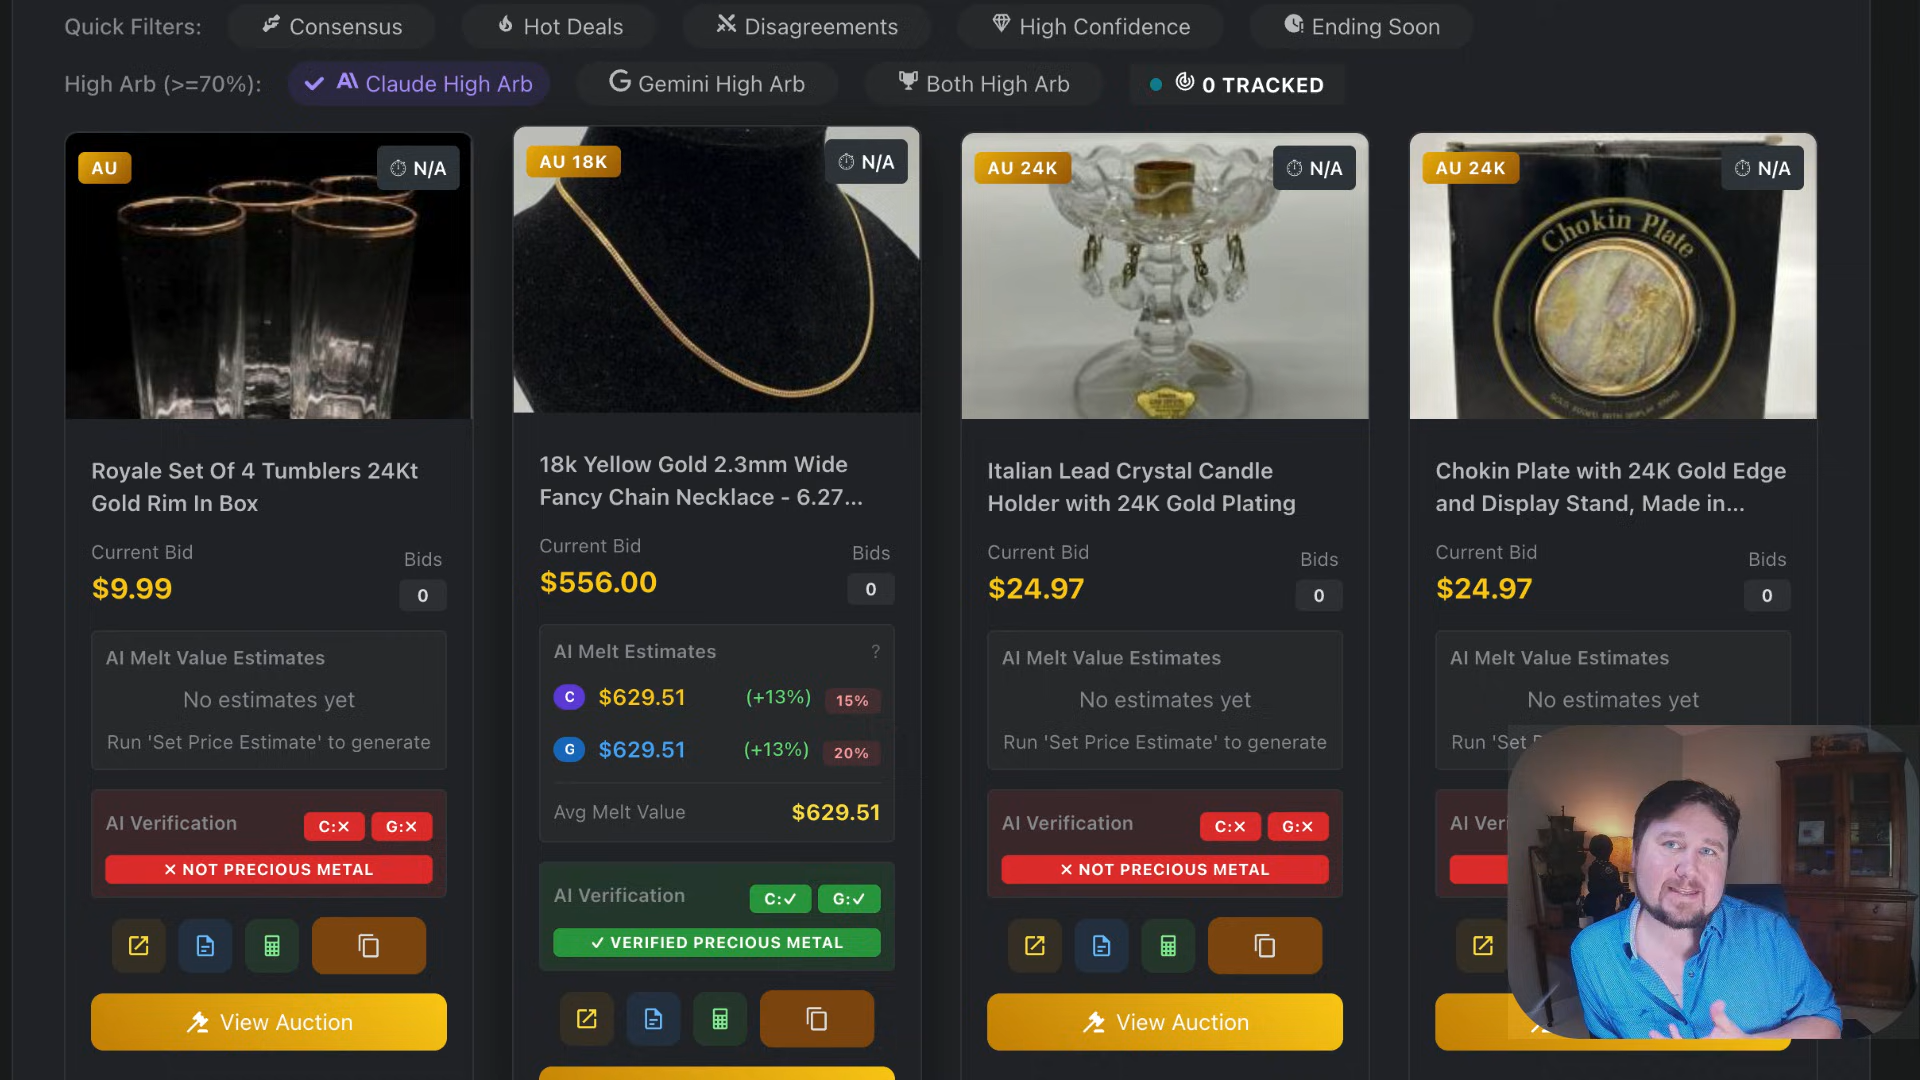 Quick Filters: Consensus Hot Deals Disagreements High Confidence Ending Soon
High Arb (>=70%): Claude High Arb Gemini High Arb Both High Arb 0 TRACKED
AU
N/A
Royale Set Of 4 Tumblers 24Kt
Gold Rim In Box
Current Bid
Bids
$9.99
0
AI Melt Value Estimates
No estimates yet
Run 'Set Price Estimate' to generate
AI Verification
C:✕ G:✕
✕ NOT PRECIOUS METAL
View Auction
AU 18K
N/A
18k Yellow Gold 2.3mm Wide
Fancy Chain Necklace - 6.27...
Current Bid
Bids
$556.00
0
AI Melt Estimates ?
C $629.51 (+13%) 15%
G $629.51 (+13%) 20%
Avg Melt Value $629.51
AI Verification
C:✓ G:✓
✓ VERIFIED PRECIOUS METAL
AU 24K
N/A
Italian Lead Crystal Candle
Holder with 24K Gold Plating
Current Bid
Bids
$24.97
0
AI Melt Value Estimates
No estimates yet
Run 'Set Price Estimate' to generate
AI Verification
C:✕ G:✕
✕ NOT PRECIOUS METAL
View Auction
AU 24K
N/A
Chokin Plate
Chokin Plate with 24K Gold Edge
and Display Stand, Made in...
Current Bid
Bids
$24.97
0
AI Melt Value Estimates
No estimates yet
Run 'Set
AI Ver